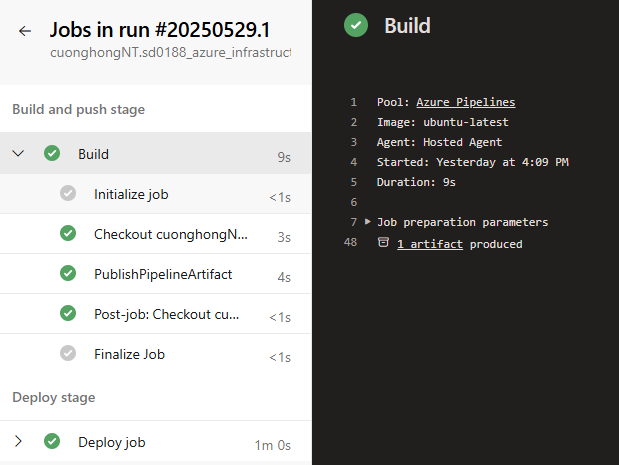 Jobs in run #20250529.1
cuonghongNT.sd0188_azure_infrastruct
Build and push stage
Build 9s
Initialize job <1s
Checkout cuonghongN... 3s
PublishPipelineArtifact 4s
Post-job: Checkout cu... <1s
Finalize Job <1s
Deploy stage
Deploy job 1m 0s
Build
1 Pool: Azure Pipelines
2 Image: ubuntu-latest
3 Agent: Hosted Agent
4 Started: Yesterday at 4:09 PM
5 Duration: 9s
6
7 Job preparation parameters
48 1 artifact produced